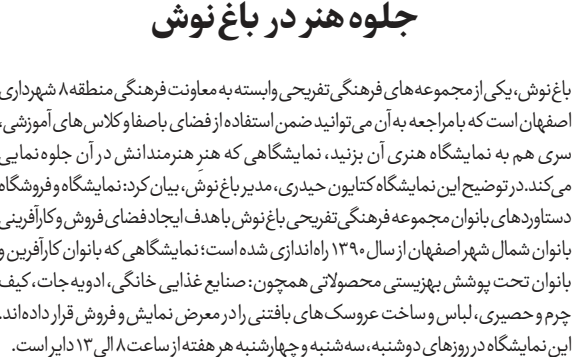 جلوه هنر در باغ نوش
باغ نوش، یکی از مجموعه های فرهنگی تفریحی وابسته به معاونت فرهنگی منطقه ۸ شهرداری
اصفهان است که با مراجعه به آن می توانید ضمن استفاده از فضای باصفا و کلاس های آموزشی،
سری هم به نمایشگاه هنری آن بزنید، نمایشگاهی که هنرِ هنرمندانش در آن جلوه نمایی
می کند. در توضیح این نمایشگاه کتایون حیدری، مدیر باغ نوش، بیان کرد: نمایشگاه و فروشگاه
دستاوردهای بانوان مجموعه فرهنگی تفریحی باغ نوش با هدف ایجاد فضای فروش و کارآفرینی
بانوان شمال شهر اصفهان از سال ۱۳۹۰ راه اندازی شده است؛ نمایشگاهی که بانوان کارآفرین و
بانوان تحت پوشش بهزیستی محصولاتی همچون: صنایع غذایی خانگی، ادویه جات، کیف
چرم و حصیری، لباس و ساخت عروسک های بافتنی را در معرض نمایش و فروش قرار داده اند.
این نمایشگاه در روزهای دوشنبه، سه شنبه و چهارشنبه هر هفته از ساعت ۸ الی ۱۳ دایر است.